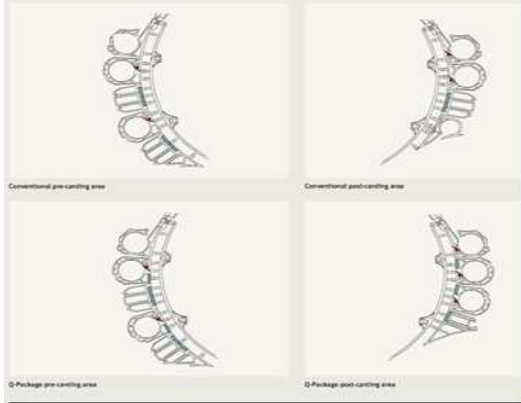 Conventional pre-carding area
Conventional post-carding area
Q-Package pre-carding area
Q-Package post-carding area